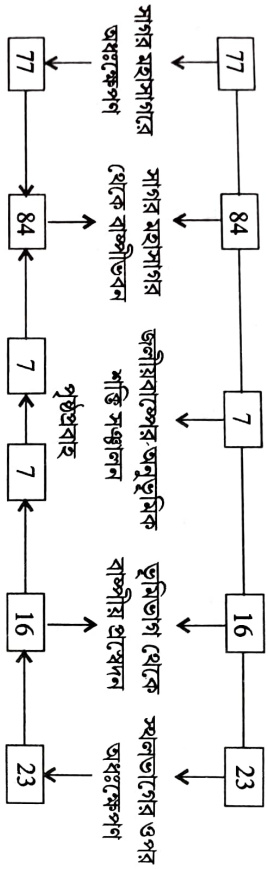 77 84 7 16 23
সাগর মহাসাগরে
অধঃক্ষেপণ
সাগর মহাসাগর
থেকে বাষ্পীভবন
জলীয়বাষ্পের অনুভূমিক
শক্তি সঞ্চালন
ভূমিভাগ থেকে
বাষ্পীয় প্রস্বেদন
স্থলভাগের ওপর
অধঃক্ষেপণ
পৃষ্ঠপ্রবাহ
77 84 7 7 16 23